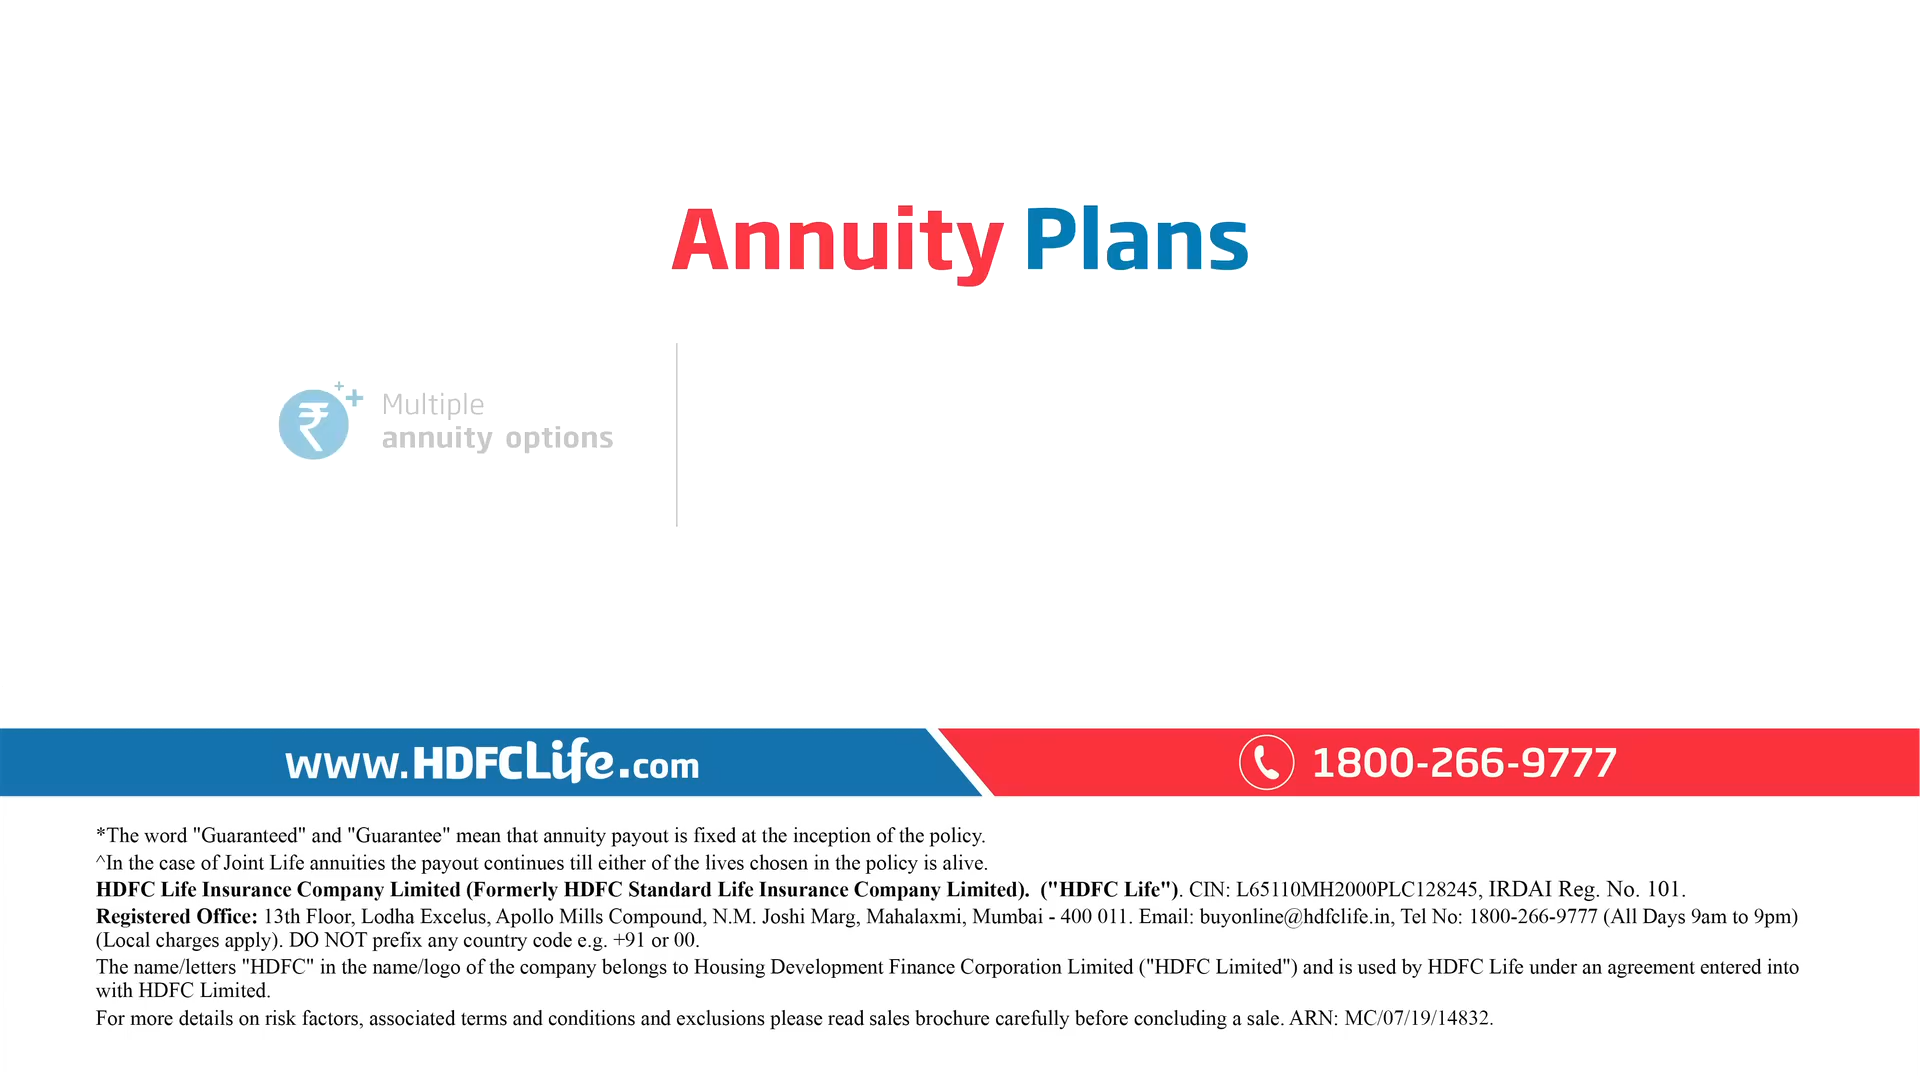 Annuity Plans
Multiple
annuity options
www.HDFCLife.com
1800-266-9777
*The word "Guaranteed" and "Guarantee" mean that annuity payout is fixed at the inception of the policy.
^In the case of Joint Life annuities the payout continues till either of the lives chosen in the policy is alive.
HDFC Life Insurance Company Limited (Formerly HDFC Standard Life Insurance Company Limited). ("HDFC Life"). CIN: L65110MH2000PLC128245, IRDAI Reg. No. 101.
Registered Office: 13th Floor, Lodha Excelus, Apollo Mills Compound, N.M. Joshi Marg, Mahalaxmi, Mumbai - 400 011. Email: buyonline@hdfclife.in, Tel No: 1800-266-9777 (All Days 9am to 9pm)
(Local charges apply). DO NOT prefix any country code e.g. +91 or 00.
The name/letters "HDFC" in the name/logo of the company belongs to Housing Development Finance Corporation Limited ("HDFC Limited") and is used by HDFC Life under an agreement entered into
with HDFC Limited.
For more details on risk factors, associated terms and conditions and exclusions please read sales brochure carefully before concluding a sale. ARN: MC/07/19/14832.